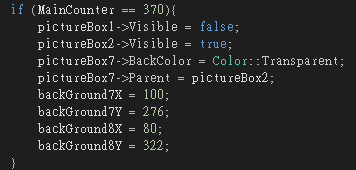 if (MainCounter == 370){
    pictureBox1->Visible = false;
    pictureBox2->Visible = true;
    pictureBox7->BackColor = Color::Transparent;
    pictureBox7->Parent = pictureBox2;
    backGround7X = 100;
    backGround7Y = 276;
    backGround8X = 80;
    backGround8Y = 322;
}